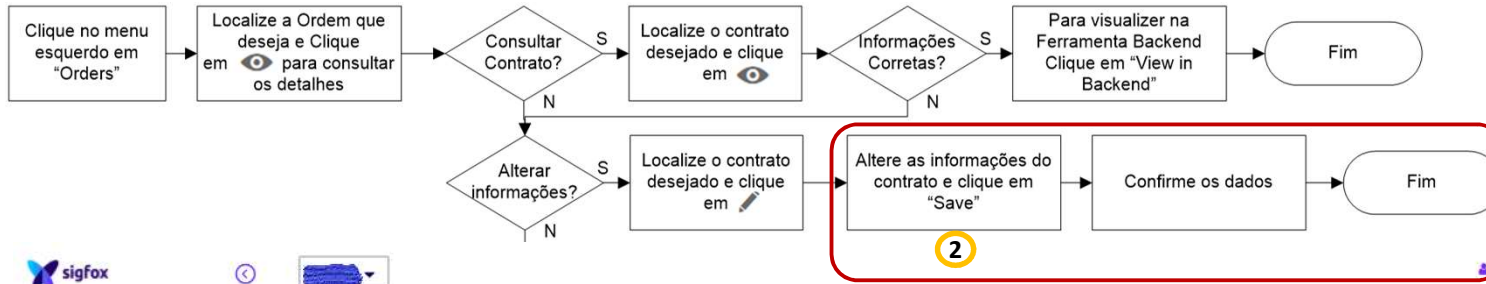 Clique no menu
esquerdo em
“Orders”
Localize a Ordem que
deseja e Clique
em para consultar
os detalhes
Consultar
Contrato?
S
N
Localize o contrato
desejado e clique
em
Informações
Corretas?
S
N
Para visualizar na
Ferramenta Backend
Clique em “View in
Backend”
Fim
Alterar
informações?
S
N
Localize o contrato
desejado e clique
em
Altere as informações do
contrato e clique em
“Save”
Confirme os dados
Fim
2
sigfox